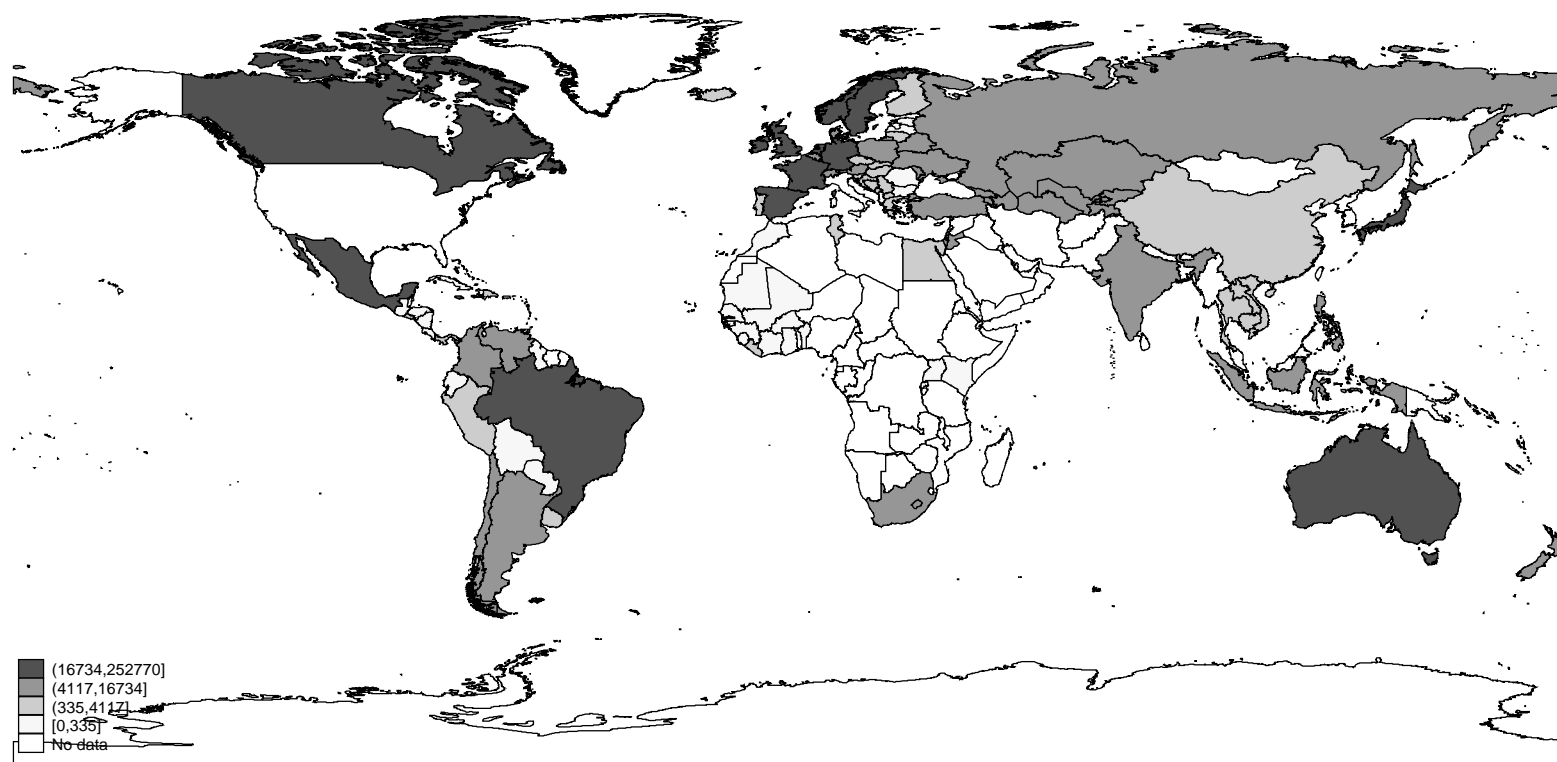 (16734,252770]
(4117,16734]
(335,4117]
[0,335]
No data